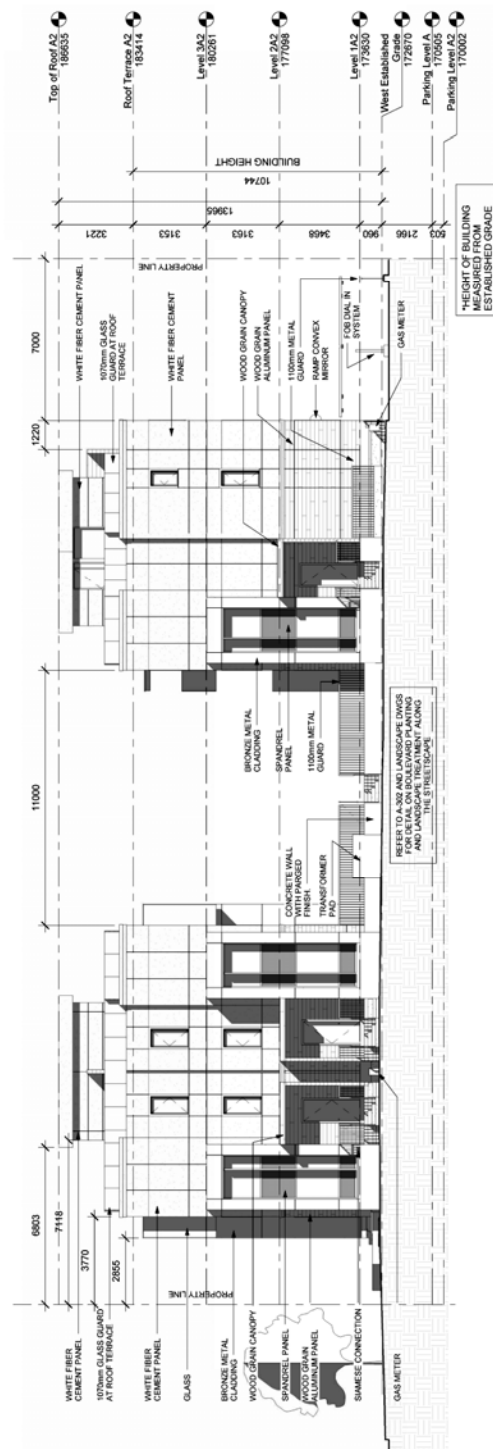 Top of Roof A2
186635
Roof Terrace A2
183414
Level 3A2
180261
Level 2A2
177098
Level 1A2
173630
West Established
Grade
172670
Parking Level A
170505
Parking Level A2
170002
BUILDING HEIGHT
10744
13965
3221
3153
3163
3468
960
2166
503
*HEIGHT OF BUILDING
MEASURED FROM
ESTABLISHED GRADE
6803
11000
1220
7000
7118
3770
2855
PROPERTY LINE
PROPERTY LINE
WHITE FIBER
CEMENT PANEL
1070mm GLASS GUARD
AT ROOF TERRACE
WHITE FIBER
CEMENT PANEL
GLASS
BRONZE METAL
CLADDING
WOOD GRAIN CANOPY
SPANDREL PANEL
WOOD GRAIN
ALUMINUM PANEL
SIAMESE CONNECTION
GAS METER
CONCRETE WALL
WITH PARGED
FINISH.
TRANSFORMER
PAD
BRONZE METAL
CLADDING
SPANDREL
PANEL
1100mm METAL
GUARD
REFER TO A-302 AND LANDSCAPE DWGS
FOR DETAIL ON BOULEVARD PLANTING
AND LANDSCAPE TREATMENT ALONG
THE STREETSCAPE
WHITE FIBER CEMENT PANEL
1070mm GLASS
GUARD AT ROOF
TERRACE
WHITE FIBER CEMENT
PANEL
WOOD GRAIN CANOPY
WOOD GRAIN
ALUMINUM PANEL
1100mm METAL
GUARD
RAMP CONVEX
MIRROR
FOB DIAL IN
SYSTEM
GAS METER